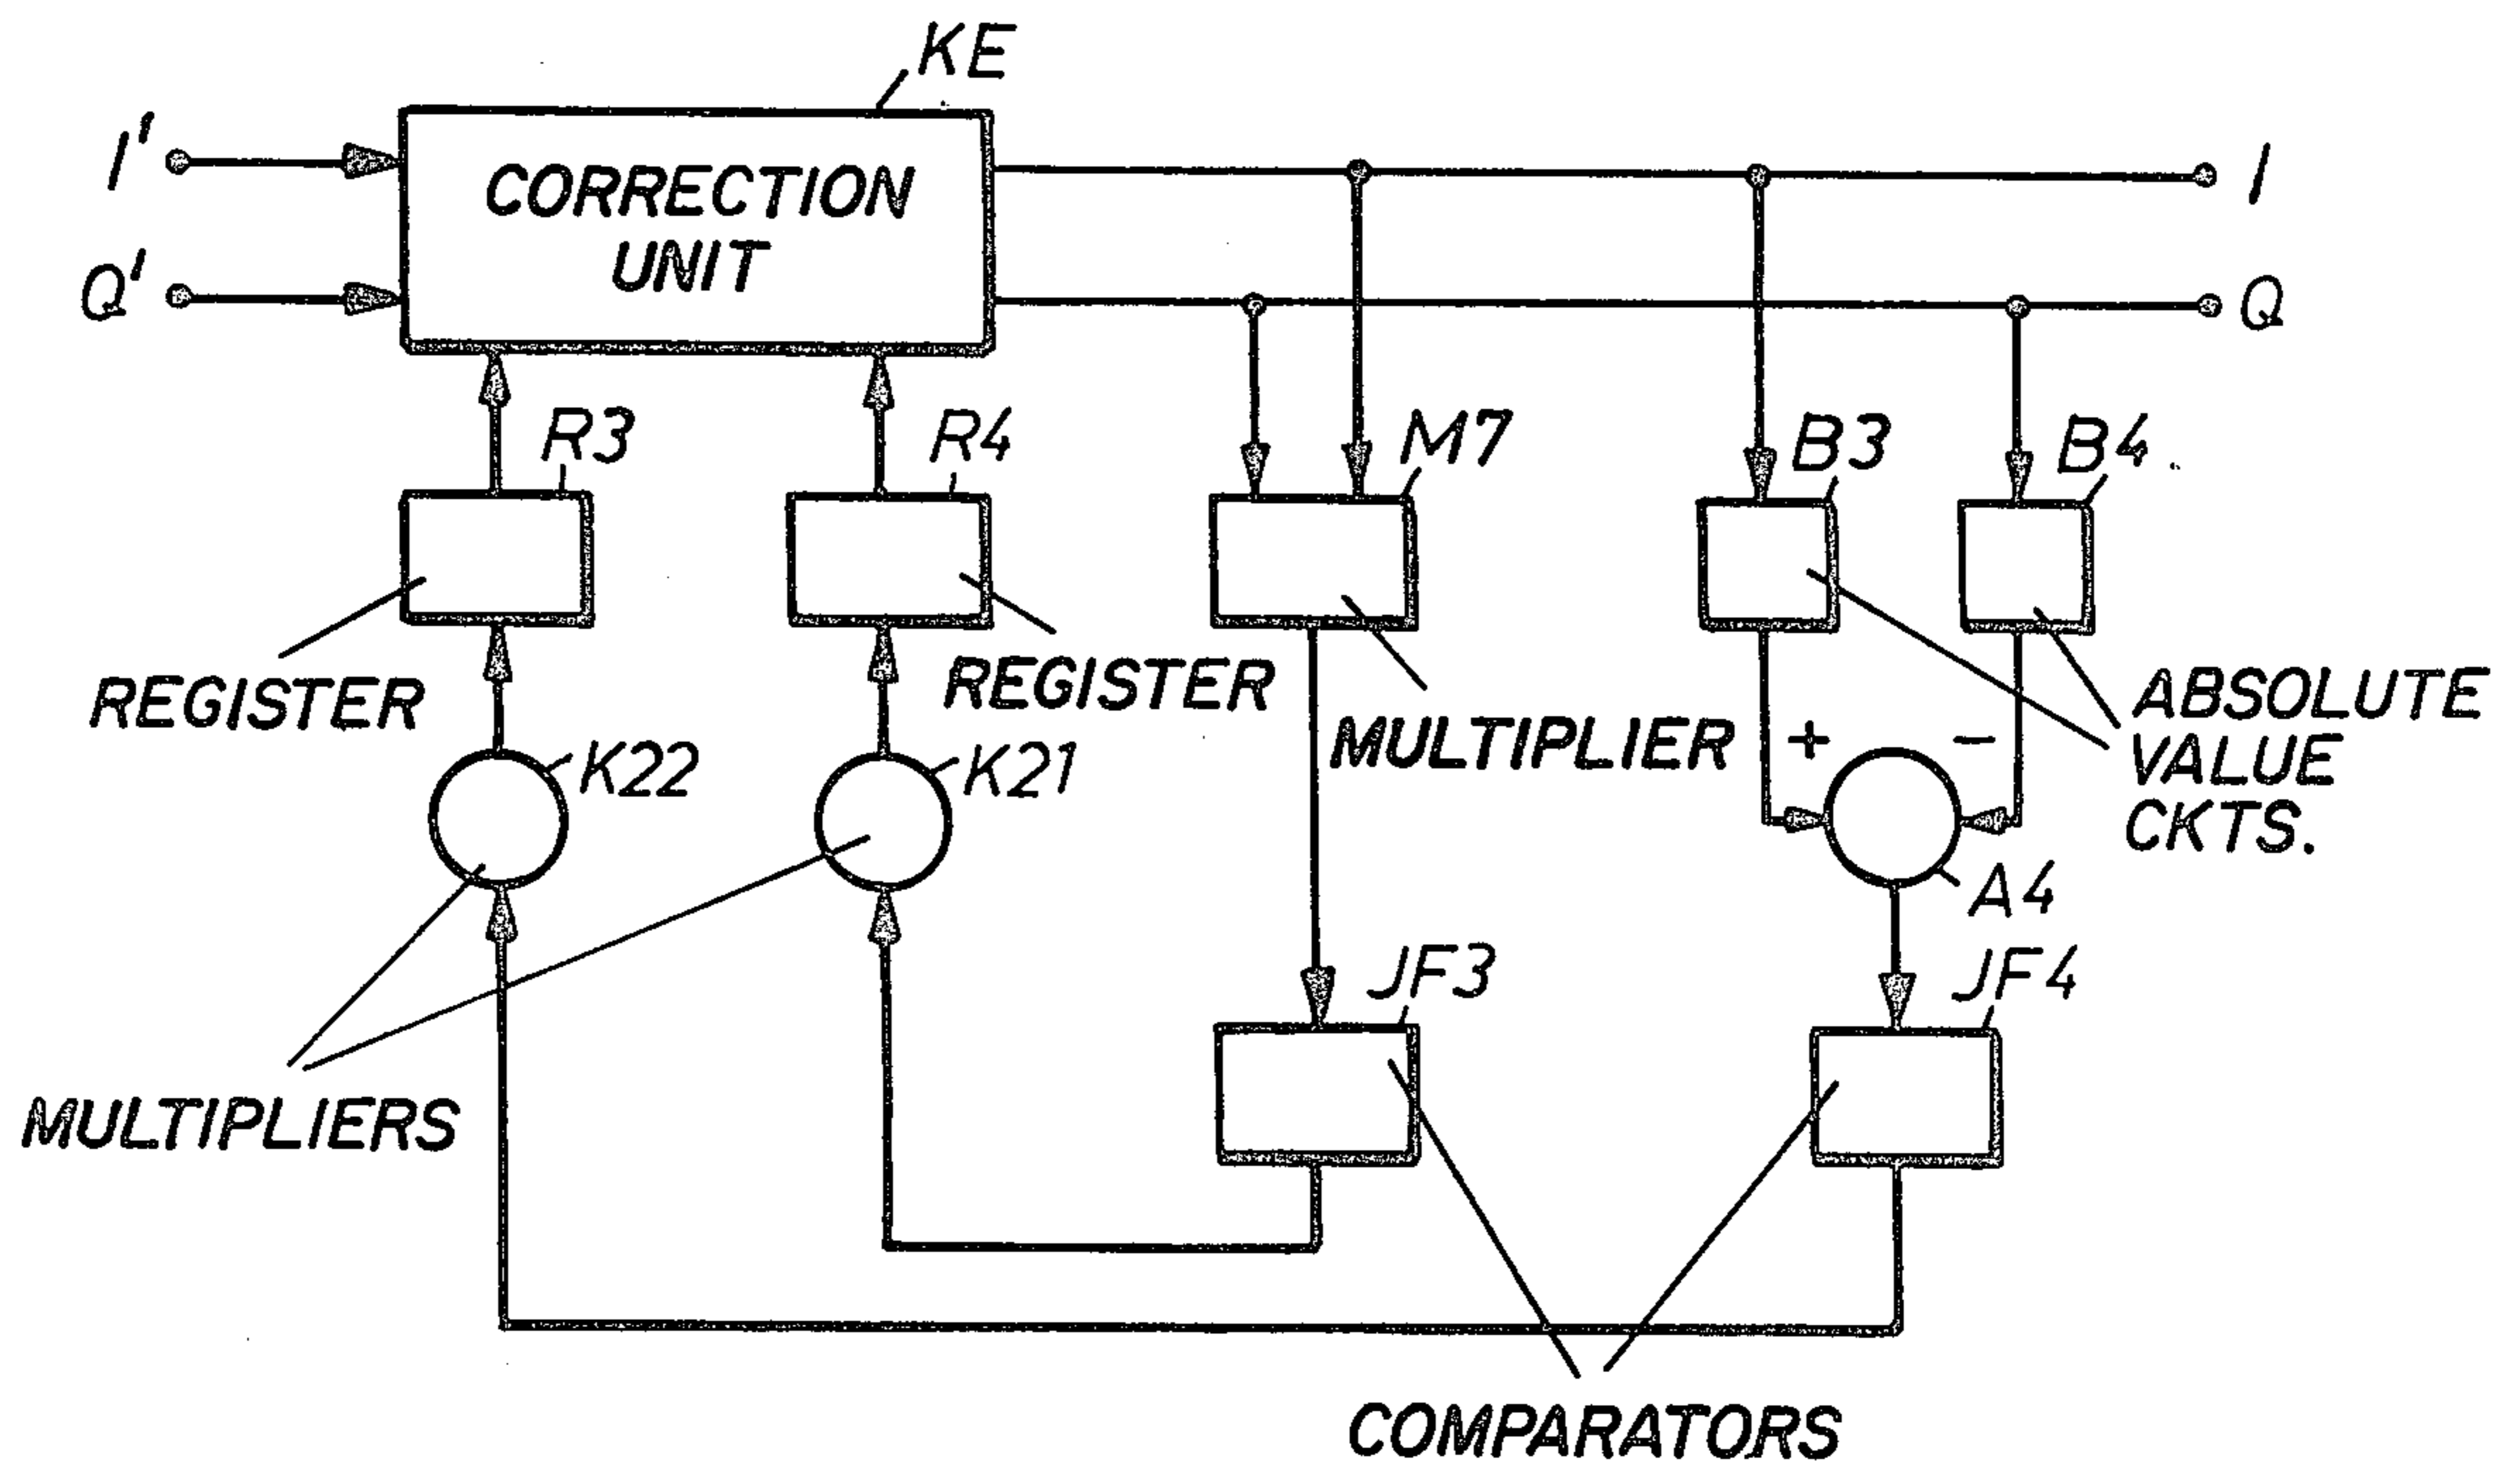 KE
I'
CORRECTION
UNIT
I
Q'
Q
R3
R4
M7
B3
B4
REGISTER
REGISTER
MULTIPLIER
ABSOLUTE
VALUE
CKTS.
+
−
K22
K21
A4
JF3
JF4
MULTIPLIERS
COMPARATORS